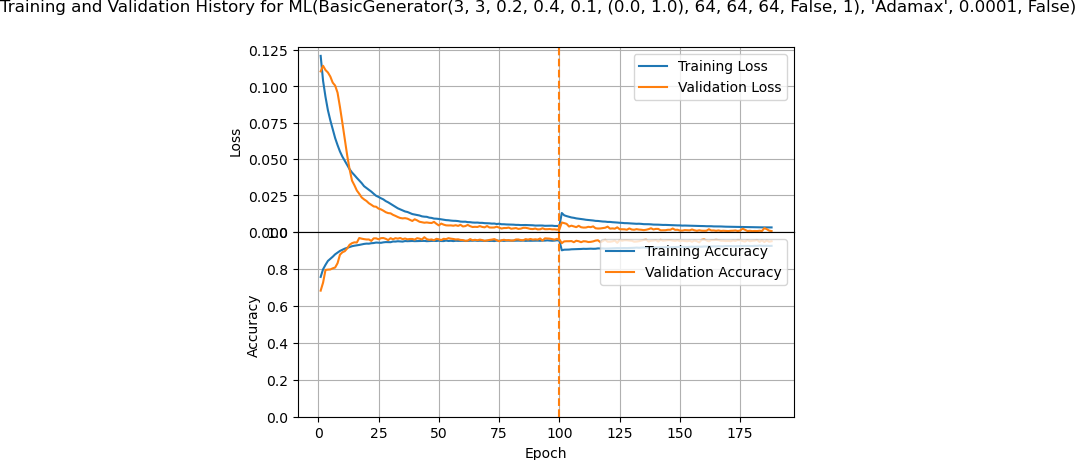 Training and Validation History for ML(BasicGenerator(3, 3, 0.2, 0.4, 0.1, (0.0, 1.0), 64, 64, 64, False, 1), 'Adamax', 0.0001, False)
0.125
0.100
0.075
0.050
0.025
0.000
Loss
Training Loss
Validation Loss
1.0
0.8
0.6
0.4
0.2
0.0
Accuracy
Training Accuracy
Validation Accuracy
0 25 50 75 100 125 150 175
Epoch